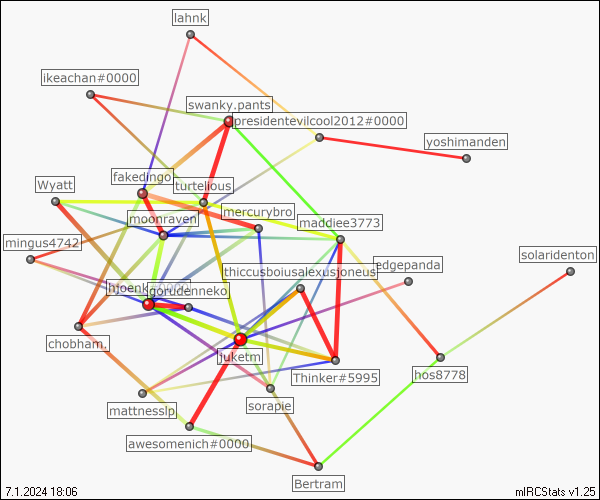 lahnk
ikeachan#0000
swanky.pants
presidentevilcool2012#0000
yoshimanden
fakedingo
Wyatt
turtelious
mercurybro
moonraven
maddiee3773
mingus4742
solaridenton
thiccusboiusalexusjoneus
edgepanda
gorudenneko
chobham.
juketm
Thinker#5995
hos8778
mattnesslp
sorapie
awesomenich#0000
Bertram
7.1.2024 18:06
mIRCStats v1.25